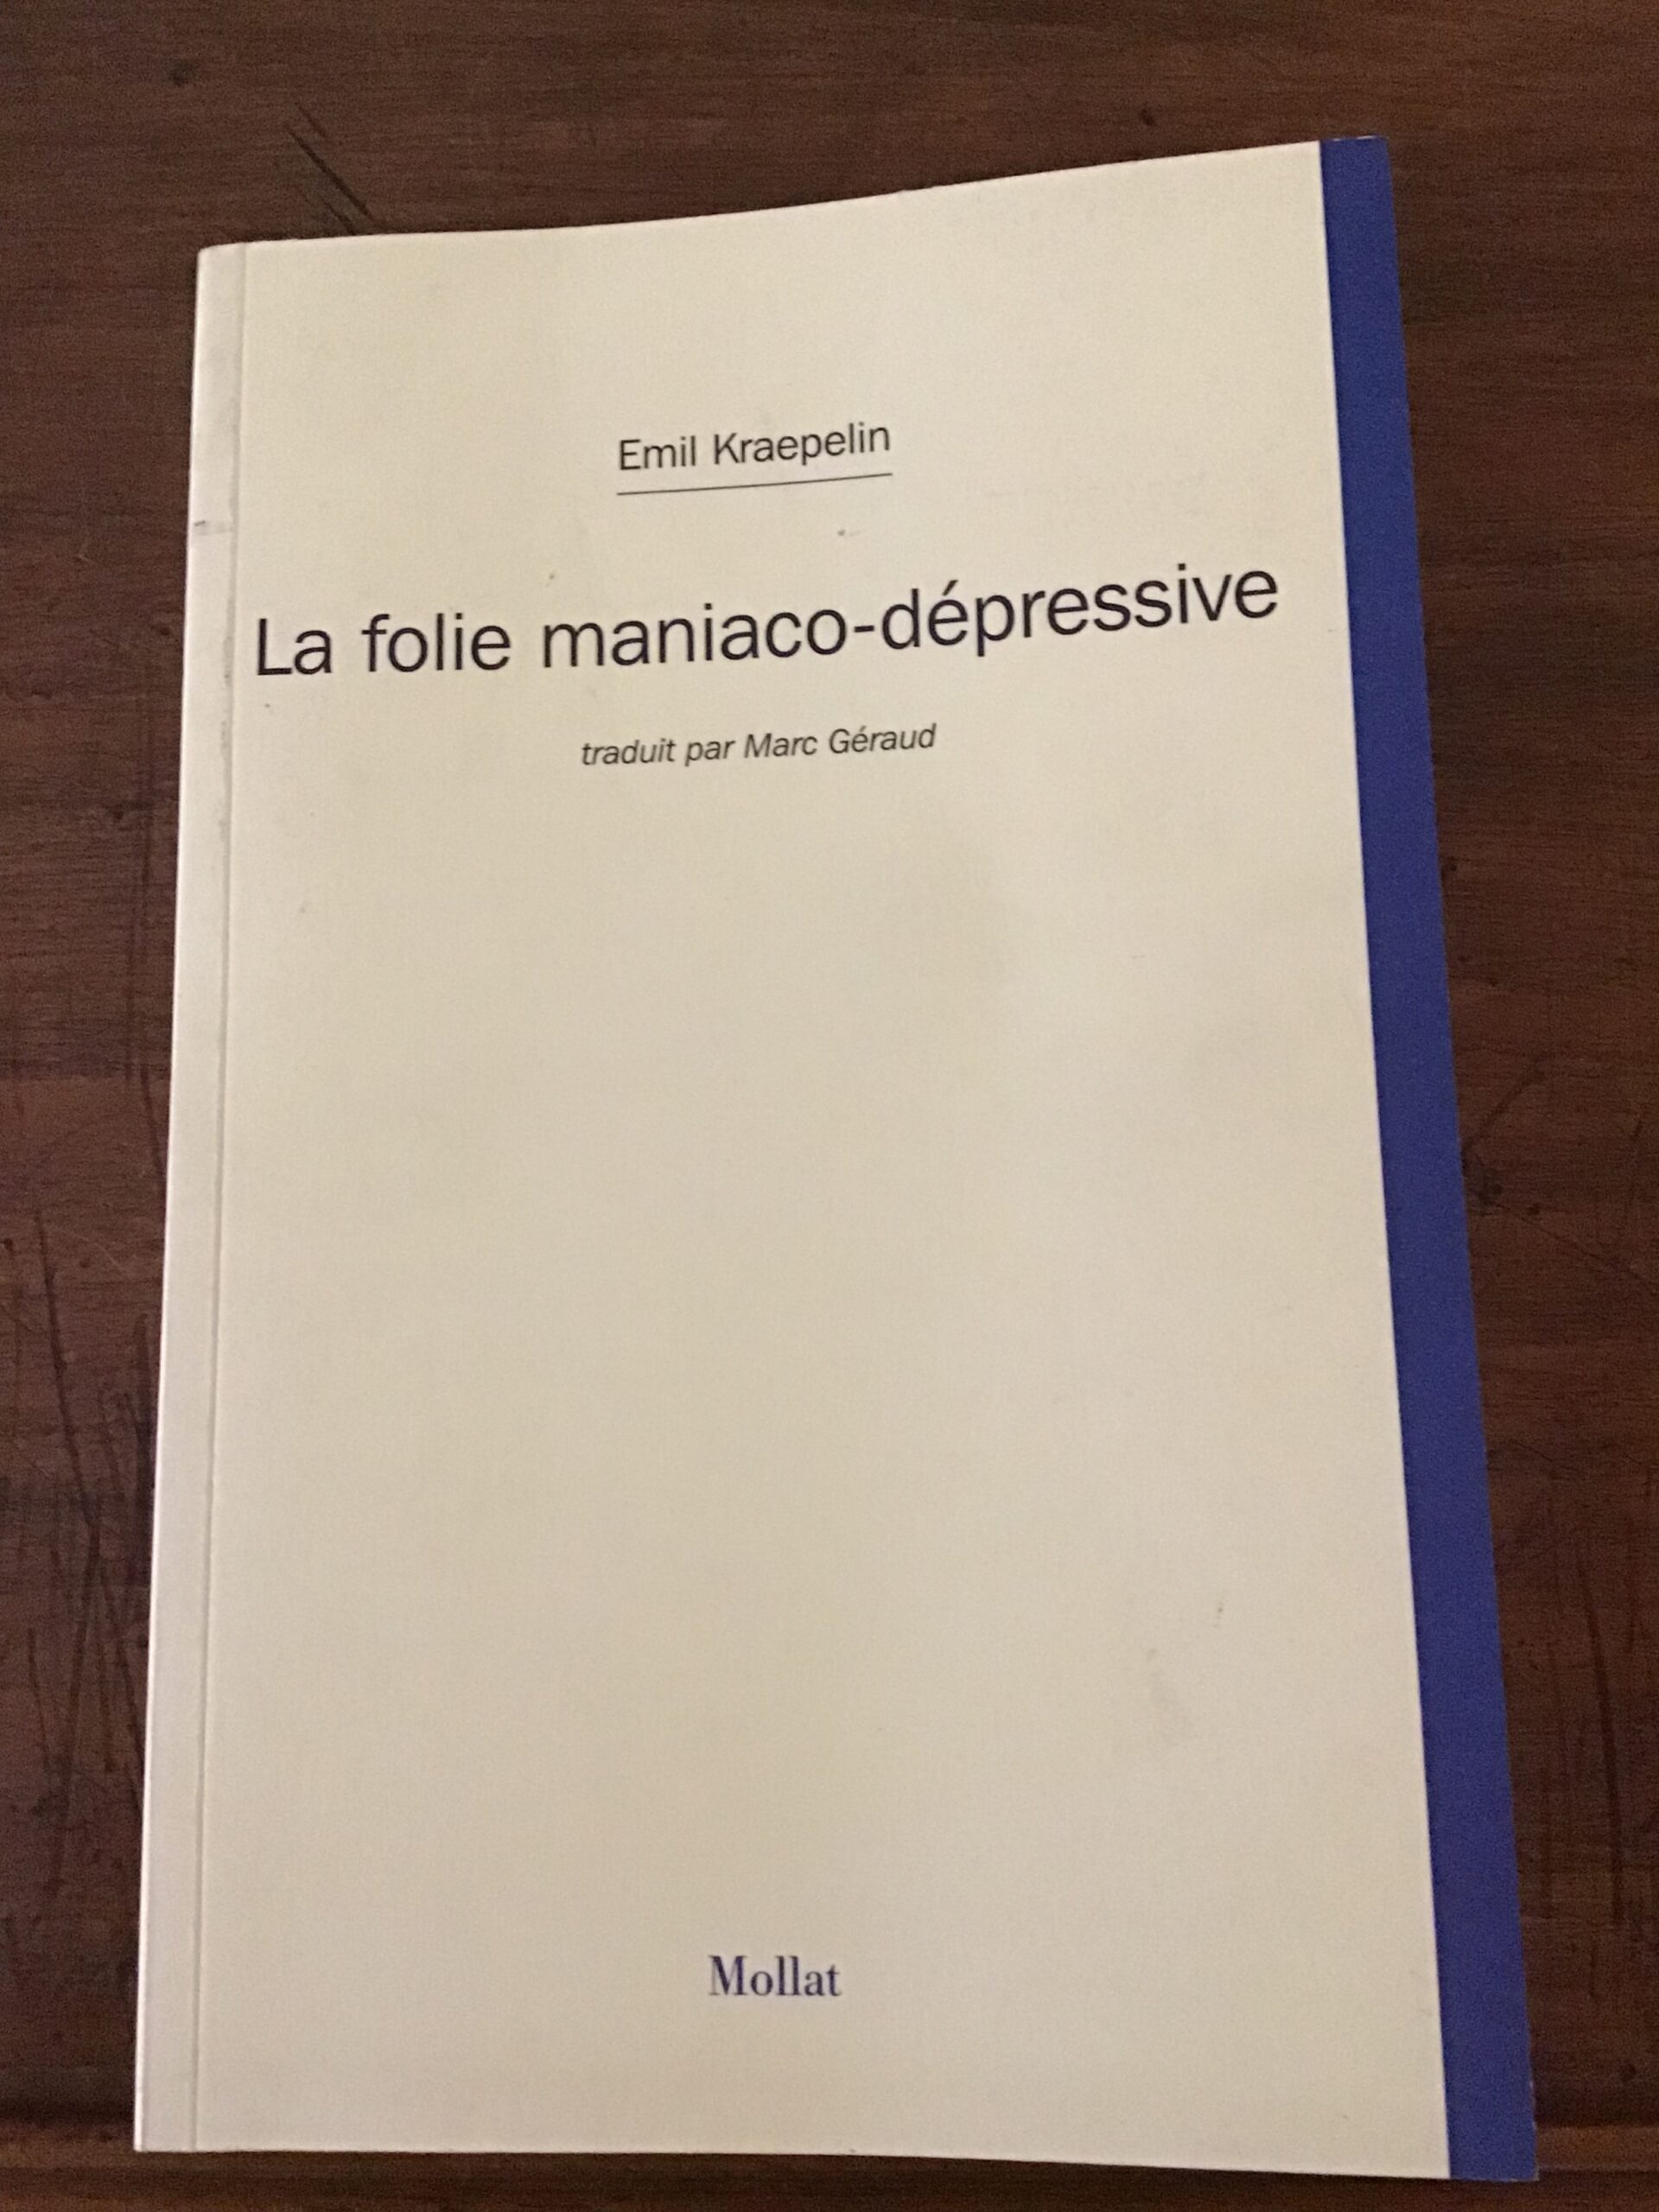 Emil Kraepelin
La folie maniaco-dépressive
traduit par Marc Géraud
Mollat